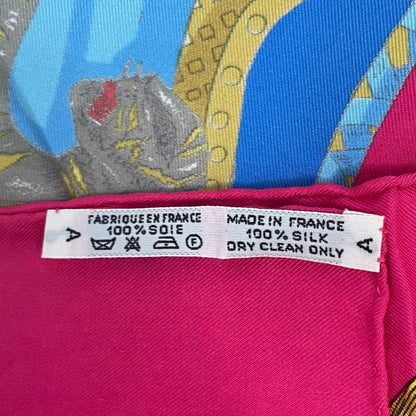 A
FABRIQUE EN FRANCE
100% SOIE
F
MADE IN FRANCE
100% SILK
DRY CLEAN ONLY
A